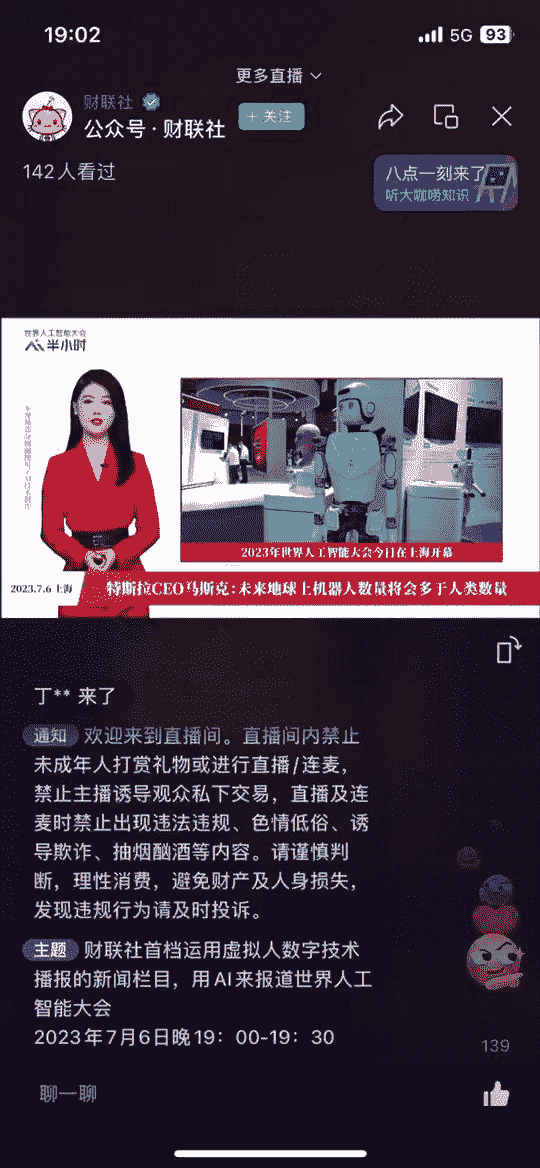 19:02
5G
93
更多直播
财联社
公众号 · 财联社
+ 关注
142人看过
八点一刻来了
听大咖唠知识
世界人工智能大会
半小时
2023年世界人工智能大会今日在上海开幕
2023.7.6 上海
特斯拉CEO马斯克:未来地球上机器人数量将会多于人类数量
丁** 来了
通知 欢迎来到直播间。直播间内禁止
未成年人打赏礼物或进行直播/连麦,
禁止主播诱导观众私下交易,直播及连
麦时禁止出现违法违规、色情低俗、诱
导欺诈、抽烟酗酒等内容。请谨慎判
断,理性消费,避免财产及人身损失,
发现违规行为请及时投诉。
主题 财联社首档运用虚拟人数字技术
播报的新闻栏目,用AI来报道世界人工
智能大会
2023年7月6日晚19:00-19:30
139
聊一聊